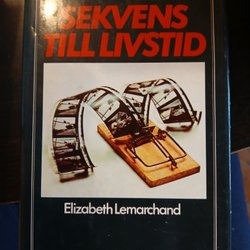 SEKVENS
TILL LIVSTID
Elizabeth Lemarchand